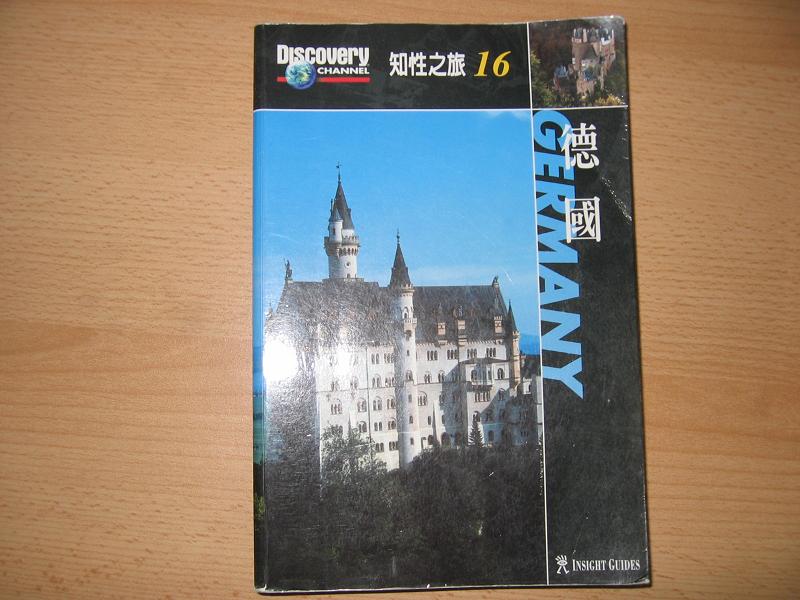 Discovery
CHANNEL
知性之旅 16
德國
GERMANY
INSIGHT GUIDES